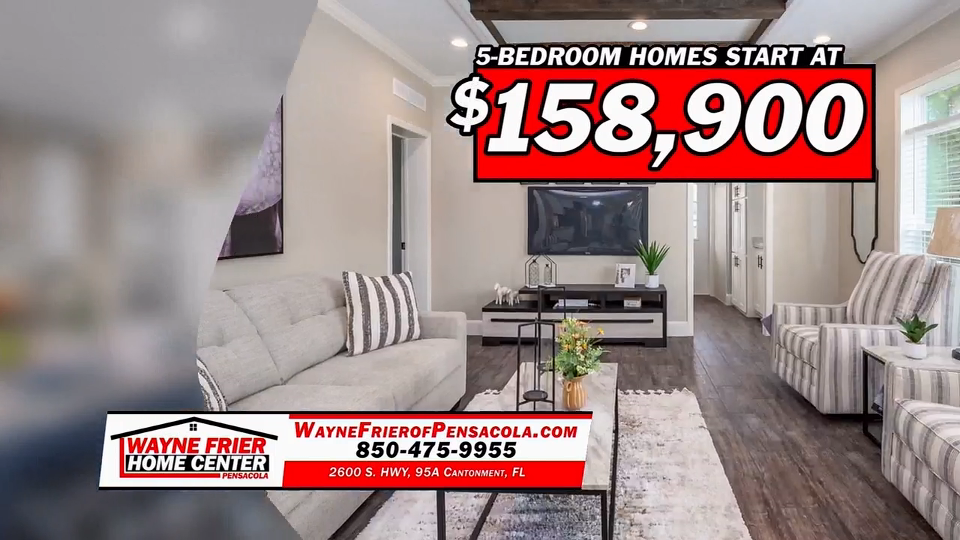 5-BEDROOM HOMES START AT
$158,900
WAYNE FRIER
HOME CENTER
PENSACOLA
WAYNEFRIEROFPENSACOLA.COM
850-475-9955
2600 S. HWY, 95A CANTONMENT, FL